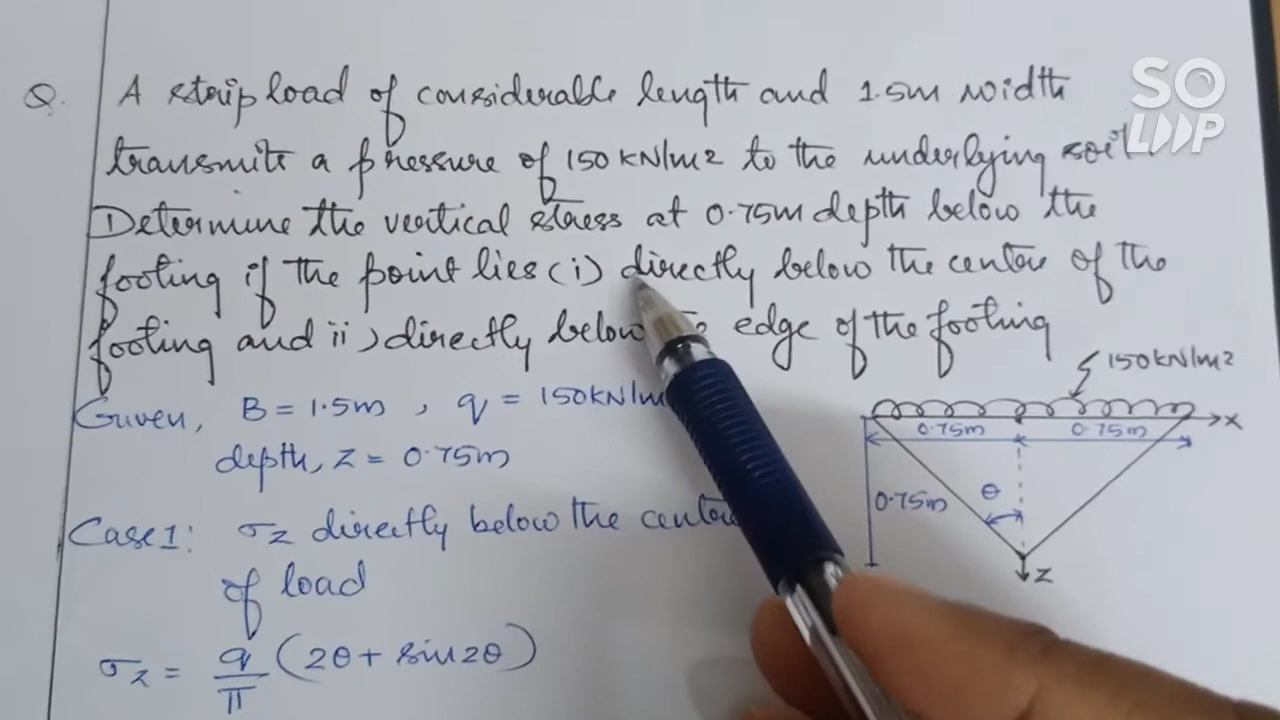 Q. A strip load of considerable length and 1.5m width
transmits a pressure of 150 KN/m2 to the underlying soil.
Determine the vertical stress at 0.75m depth below the
footing if the point lies (i) directly below the centre of the
footing and ii) directly below edge of the footing
Given, B = 1.5m, q = 150KN/m
depth, Z = 0.75m
Case 1: σz directly below the centre
of load
σz = q/π (2θ + sin2θ)
150KN/m2
X
0.75m 0.75m
0.75m
θ
Z
SO
LOOP